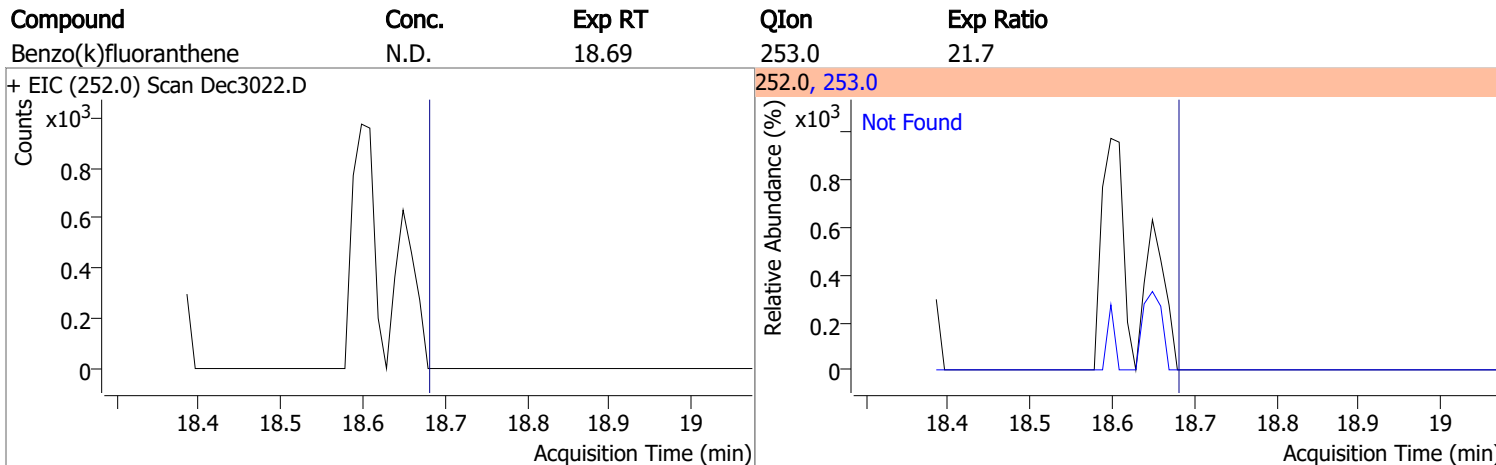 Compound Conc. Exp RT QIon Exp Ratio
Benzo(k)fluoranthene N.D. 18.69 253.0 21.7
+ EIC (252.0) Scan Dec3022.D
Counts
x10³
0.8
0.6
0.4
0.2
0
18.4 18.5 18.6 18.7 18.8 18.9 19
Acquisition Time (min)
252.0, 253.0
Relative Abundance (%)
x10³
Not Found
0.8
0.6
0.4
0.2
0
18.4 18.5 18.6 18.7 18.8 18.9 19
Acquisition Time (min)